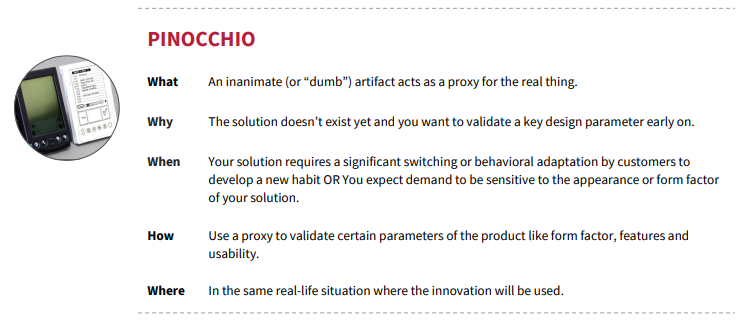 PINOCCHIO
What An inanimate (or “dumb”) artifact acts as a proxy for the real thing.
Why The solution doesn’t exist yet and you want to validate a key design parameter early on.
When Your solution requires a significant switching or behavioral adaptation by customers to
develop a new habit OR You expect demand to be sensitive to the appearance or form factor
of your solution.
How Use a proxy to validate certain parameters of the product like form factor, features and
usability.
Where In the same real-life situation where the innovation will be used.